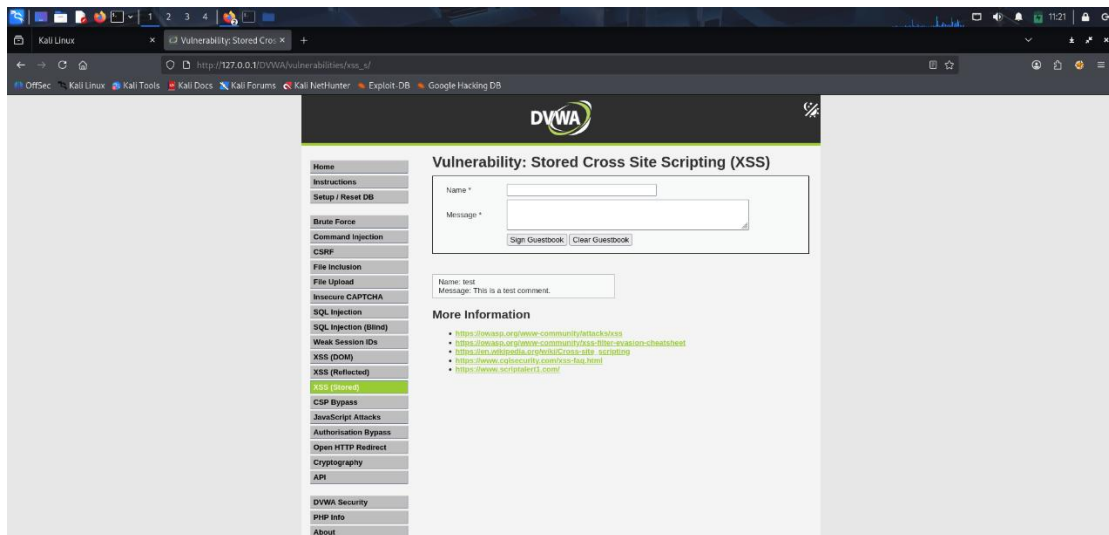 1 2 3 4
11:21
Kali Linux
Vulnerability: Stored Cros
http://127.0.0.1/DVWA/vulnerabilities/xss_s/
OffSec Kali Linux Kali Tools Kali Docs Kali Forums Kali NetHunter Exploit-DB Google Hacking DB
DVWA
Home
Instructions
Setup / Reset DB
Brute Force
Command Injection
CSRF
File Inclusion
File Upload
Insecure CAPTCHA
SQL Injection
SQL Injection (Blind)
Weak Session IDs
XSS (DOM)
XSS (Reflected)
XSS (Stored)
CSP Bypass
JavaScript Attacks
Authorisation Bypass
Open HTTP Redirect
Cryptography
API
DVWA Security
PHP Info
About
Vulnerability: Stored Cross Site Scripting (XSS)
Name *
Message *
Sign Guestbook Clear Guestbook
Name: test
Message: This is a test comment.
More Information
https://owasp.org/www-community/attacks/xss
https://owasp.org/www-community/xss-filter-evasion-cheatsheet
https://en.wikipedia.org/wiki/Cross-site_scripting
https://www.cgisecurity.com/xss-faq.html
https://www.scriptalert1.com/